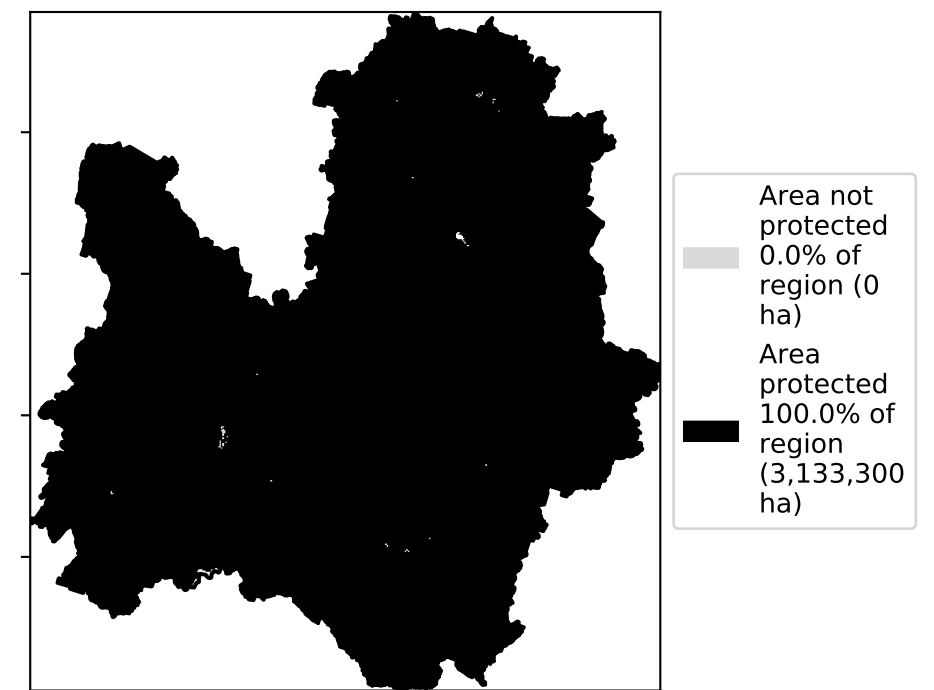 Area not
protected
0.0% of
region (0
ha)
Area
protected
100.0% of
region
(3,133,300
ha)